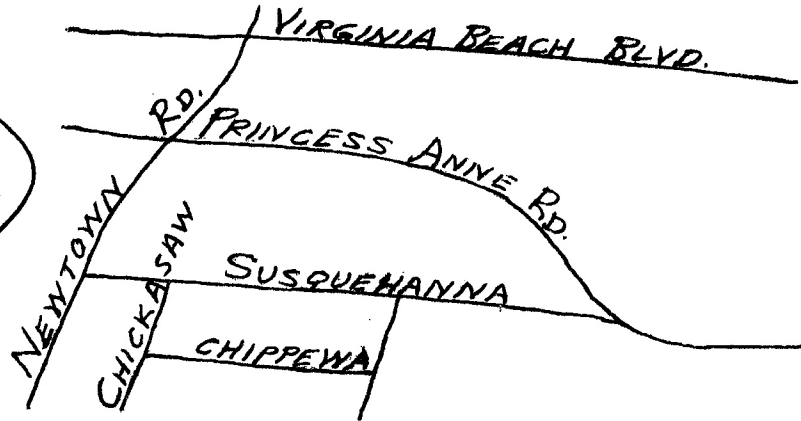 VIRGINIA BEACH BLVD.
PRINCESS ANNE RD.
NEWTOWN RD.
CHICKASAW
SUSQUEHANNA
CHIPPEWA